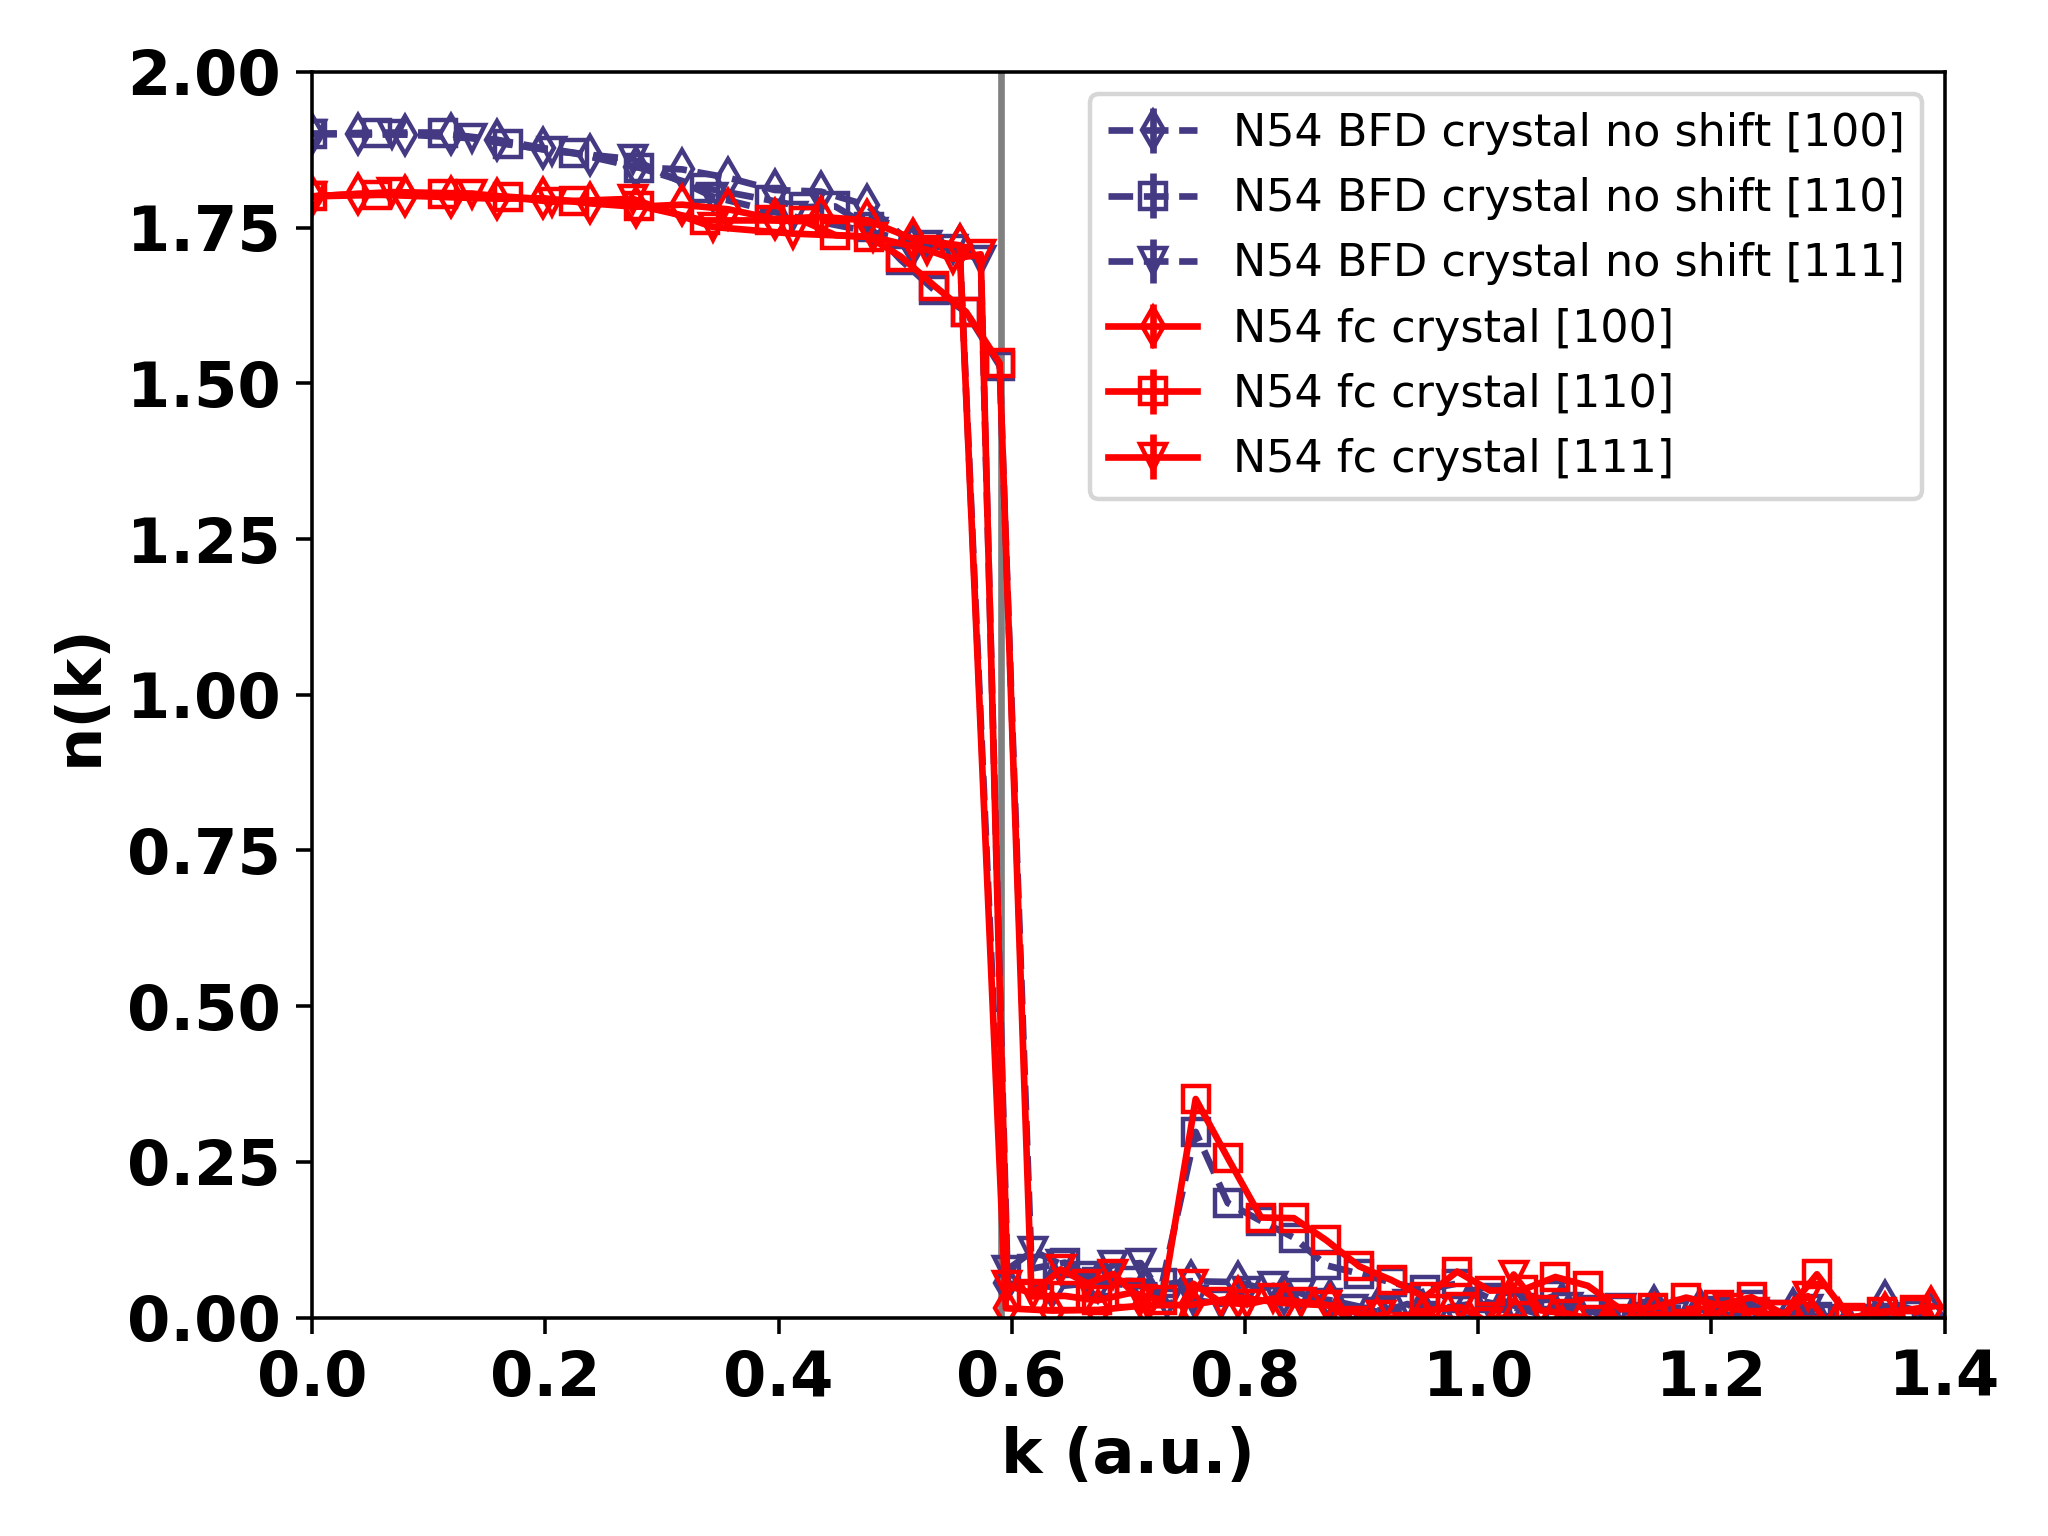 2.00
1.75
1.50
1.25
1.00
0.75
0.50
0.25
0.00
n(k)
N54 BFD crystal no shift [100]
N54 BFD crystal no shift [110]
N54 BFD crystal no shift [111]
N54 fc crystal [100]
N54 fc crystal [110]
N54 fc crystal [111]
0.0 0.2 0.4 0.6 0.8 1.0 1.2 1.4
k (a.u.)